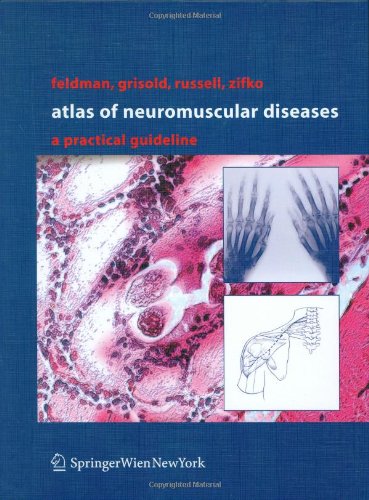 feldman, grisold, russell, zifko
atlas of neuromuscular diseases
a practical guideline
SpringerWienNewYork